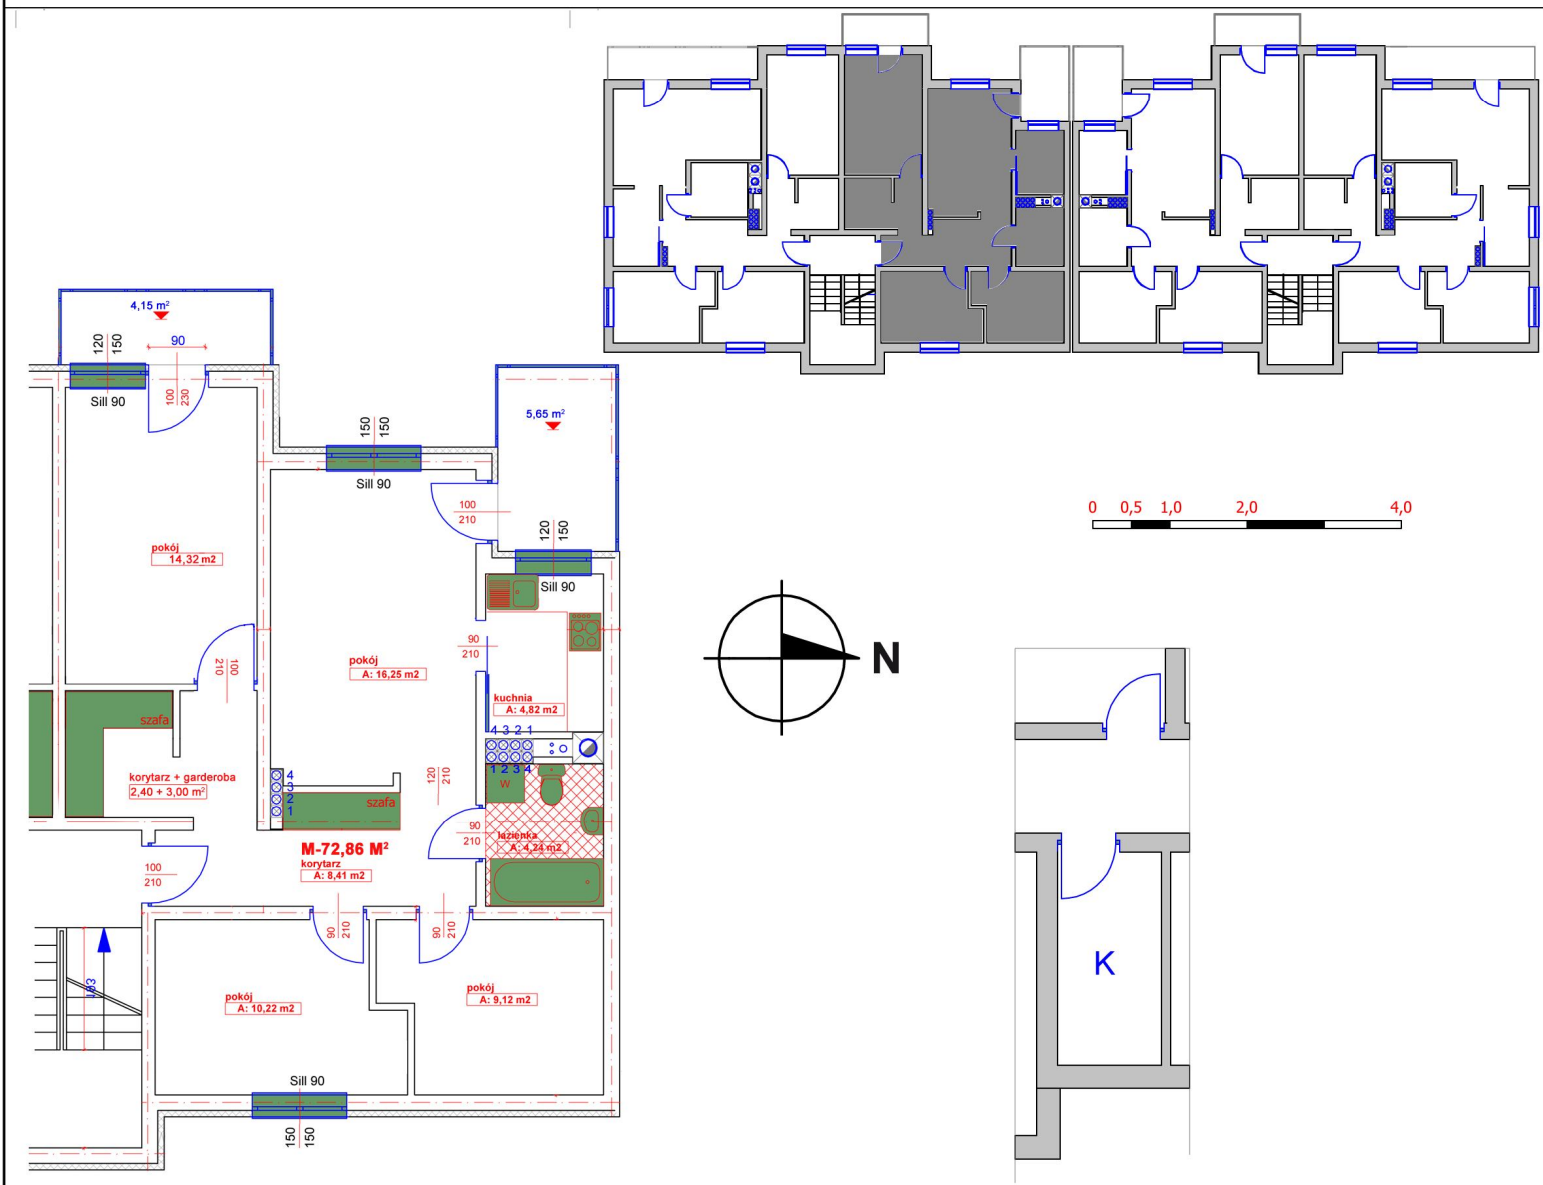 4,15 m²
90
120
150
Sill 90
100
230
150
150
Sill 90
5,65 m²
100
210
120
150
Sill 90
pokój
14,32 m2
100
210
pokój
A: 16,25 m2
90
210
kuchnia
A: 4,82 m2
szafa
korytarz + garderoba
2,40 + 3,00 m²
4
3
2
1
szafa
120
210
4 3 2 1
1 2 3 4
W
90
210
łazienka
A: 4,24 m2
M-72,86 M²
korytarz
A: 8,41 m2
100
210
90
210
90
210
pokój
A: 10,22 m2
pokój
A: 9,12 m2
Sill 90
150
150
0 0,5 1,0 2,0 4,0
N
K